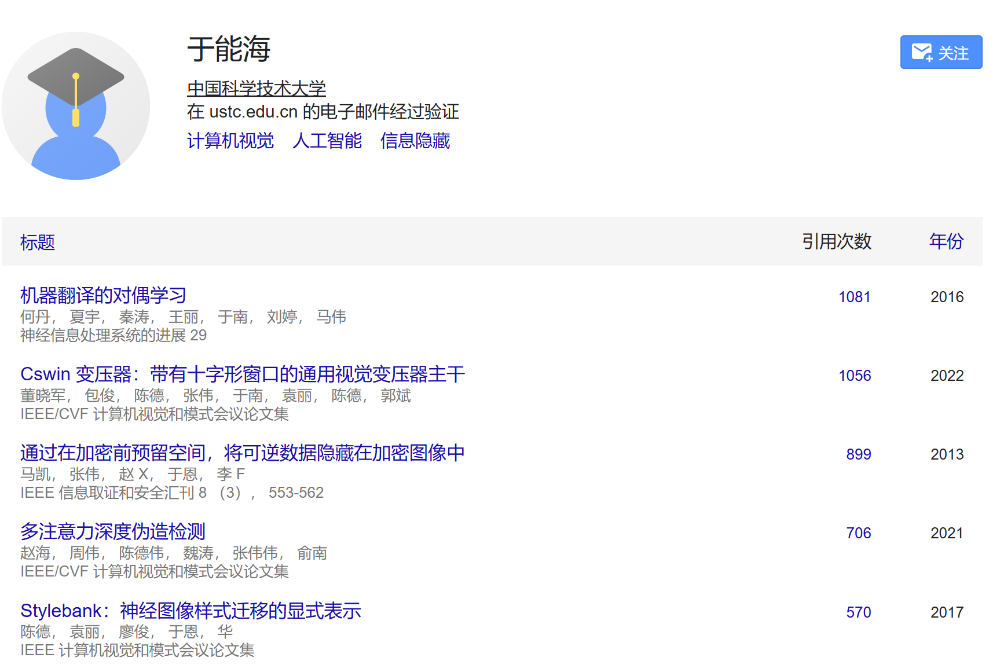 于能海
关注
中国科学技术大学
在 ustc.edu.cn 的电子邮件经过验证
计算机视觉 人工智能 信息隐藏
标题 引用次数 年份
机器翻译的对偶学习 1081 2016
何丹， 夏宇， 秦涛， 王丽， 于南， 刘婷， 马伟
神经信息处理系统的进展 29
Cswin 变压器：带有十字形窗口的通用视觉变压器主干 1056 2022
董晓军， 包俊， 陈德， 张伟， 于南， 袁丽， 陈德， 郭斌
IEEE/CVF 计算机视觉和模式会议论文集
通过在加密前预留空间，将可逆数据隐藏在加密图像中 899 2013
马凯， 张伟， 赵 X， 于恩， 李 F
IEEE 信息取证和安全汇刊 8 （3）， 553-562
多注意力深度伪造检测 706 2021
赵海， 周伟， 陈德伟， 魏涛， 张伟伟， 俞南
IEEE/CVF 计算机视觉和模式会议论文集
Stylebank：神经图像样式迁移的显式表示 570 2017
陈德， 袁丽， 廖俊， 于恩， 华
IEEE 计算机视觉和模式会议论文集